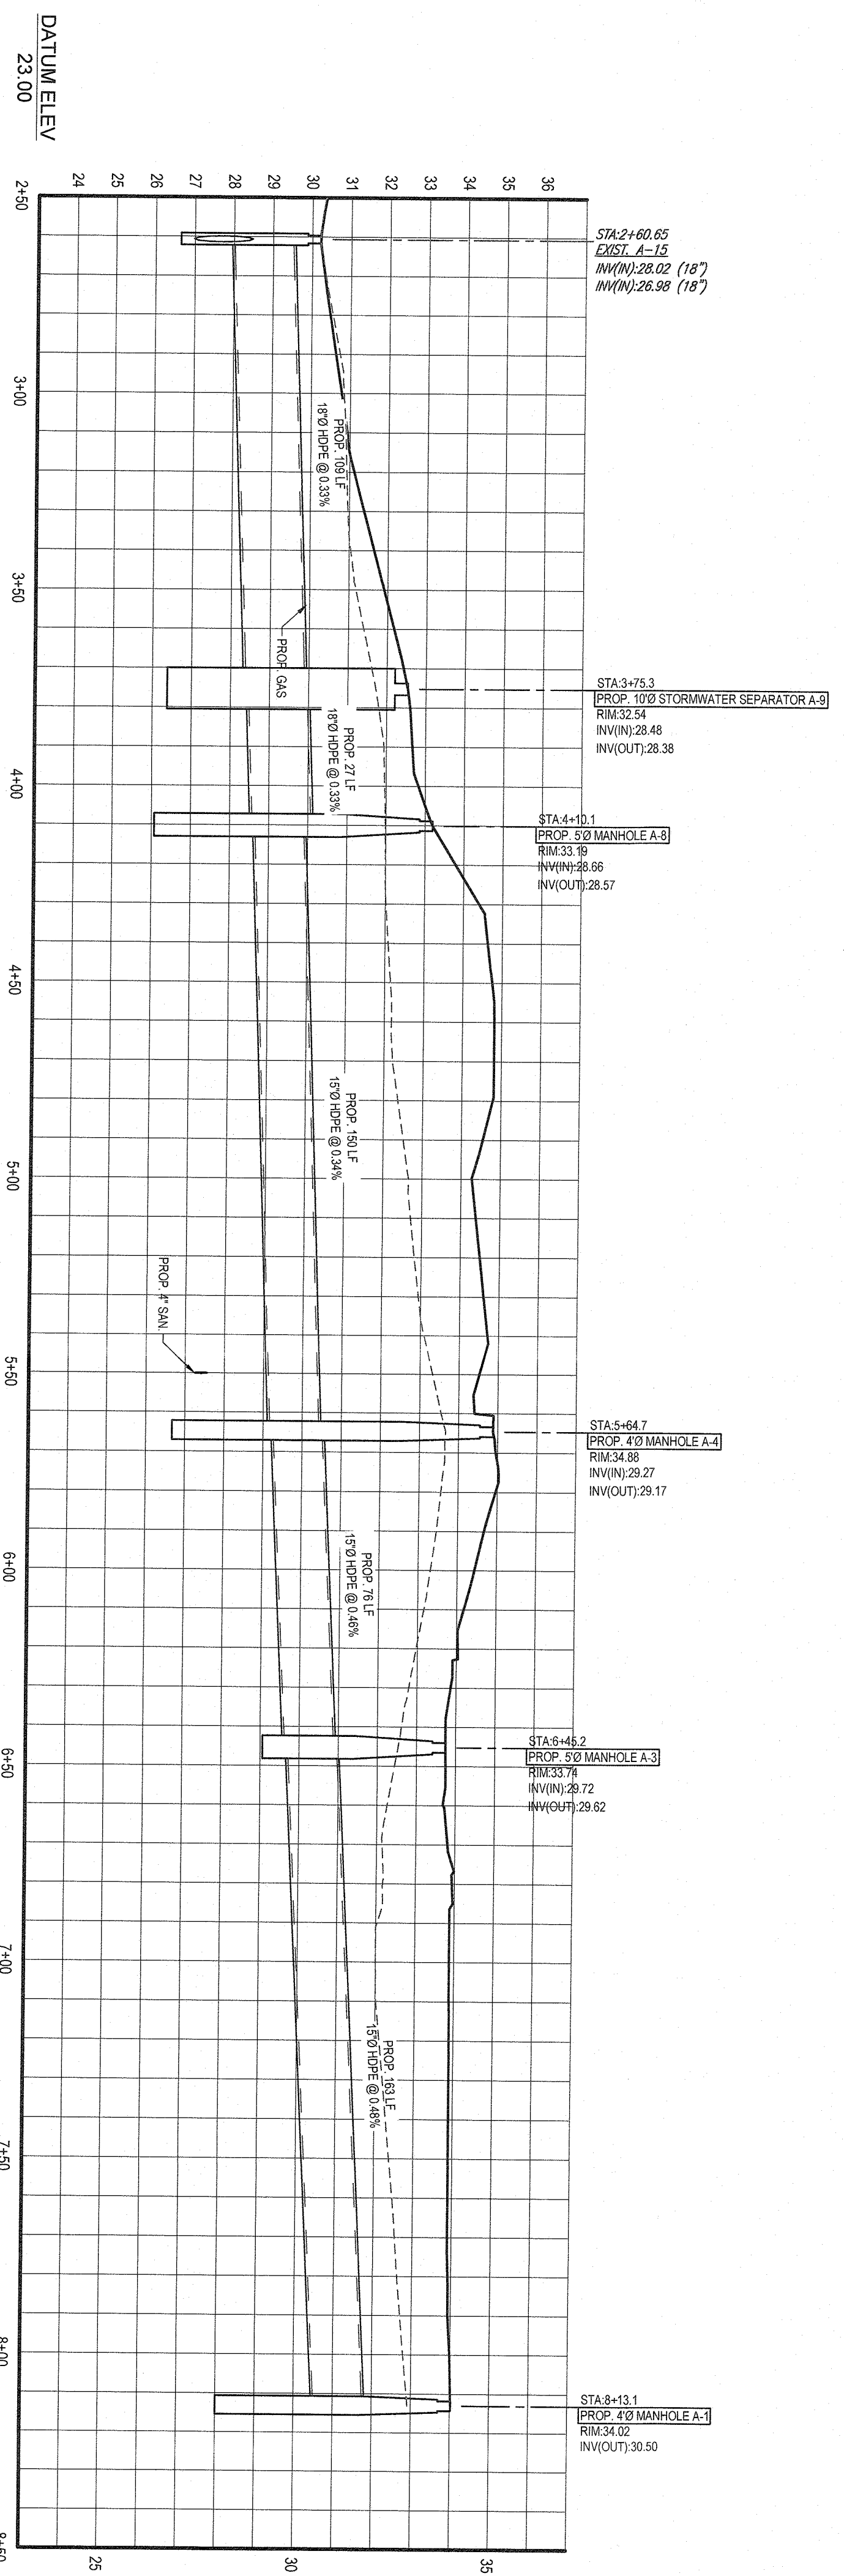 DATUM ELEV
23.00
24
25
26
27
28
29
30
31
32
33
34
35
36
2+50
3+00
3+50
4+00
4+50
5+00
5+50
6+00
6+50
7+00
7+50
8+00
25
30
35
STA:2+60.65
EXIST. A-15
INV(IN):28.02 (18")
INV(IN):26.98 (18")
PROP. 109 LF
18"Ø HDPE @ 0.33%
PROP. GAS
STA:3+75.3
PROP. 10'Ø STORMWATER SEPARATOR A-9
RIM:32.54
INV(IN):28.48
INV(OUT):28.38
PROP. 27 LF
18"Ø HDPE @ 0.33%
STA:4+10.1
PROP. 5'Ø MANHOLE A-8
RIM:33.19
INV(IN):28.66
INV(OUT):28.57
PROP. 150 LF
15"Ø HDPE @ 0.34%
PROP. 4" SAN.
STA:5+64.7
PROP. 4'Ø MANHOLE A-4
RIM:34.88
INV(IN):29.27
INV(OUT):29.17
PROP. 76 LF
15"Ø HDPE @ 0.46%
STA:6+45.2
PROP. 5'Ø MANHOLE A-3
RIM:33.74
INV(IN):29.72
INV(OUT):29.62
PROP. 163 LF
15"Ø HDPE @ 0.48%
STA:8+13.1
PROP. 4'Ø MANHOLE A-1
RIM:34.02
INV(OUT):30.50